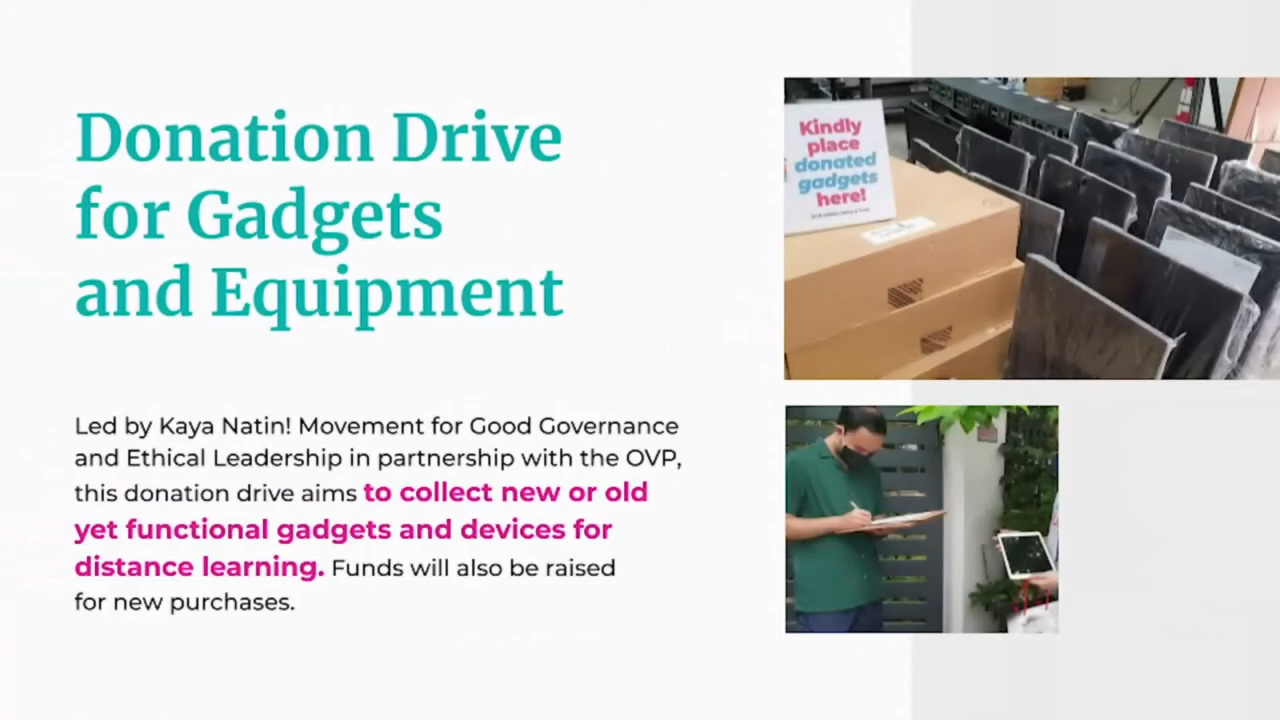 Donation Drive
for Gadgets
and Equipment
Led by Kaya Natin! Movement for Good Governance
and Ethical Leadership in partnership with the OVP,
this donation drive aims to collect new or old
yet functional gadgets and devices for
distance learning. Funds will also be raised
for new purchases.
Kindly
place
donated
gadgets
here!